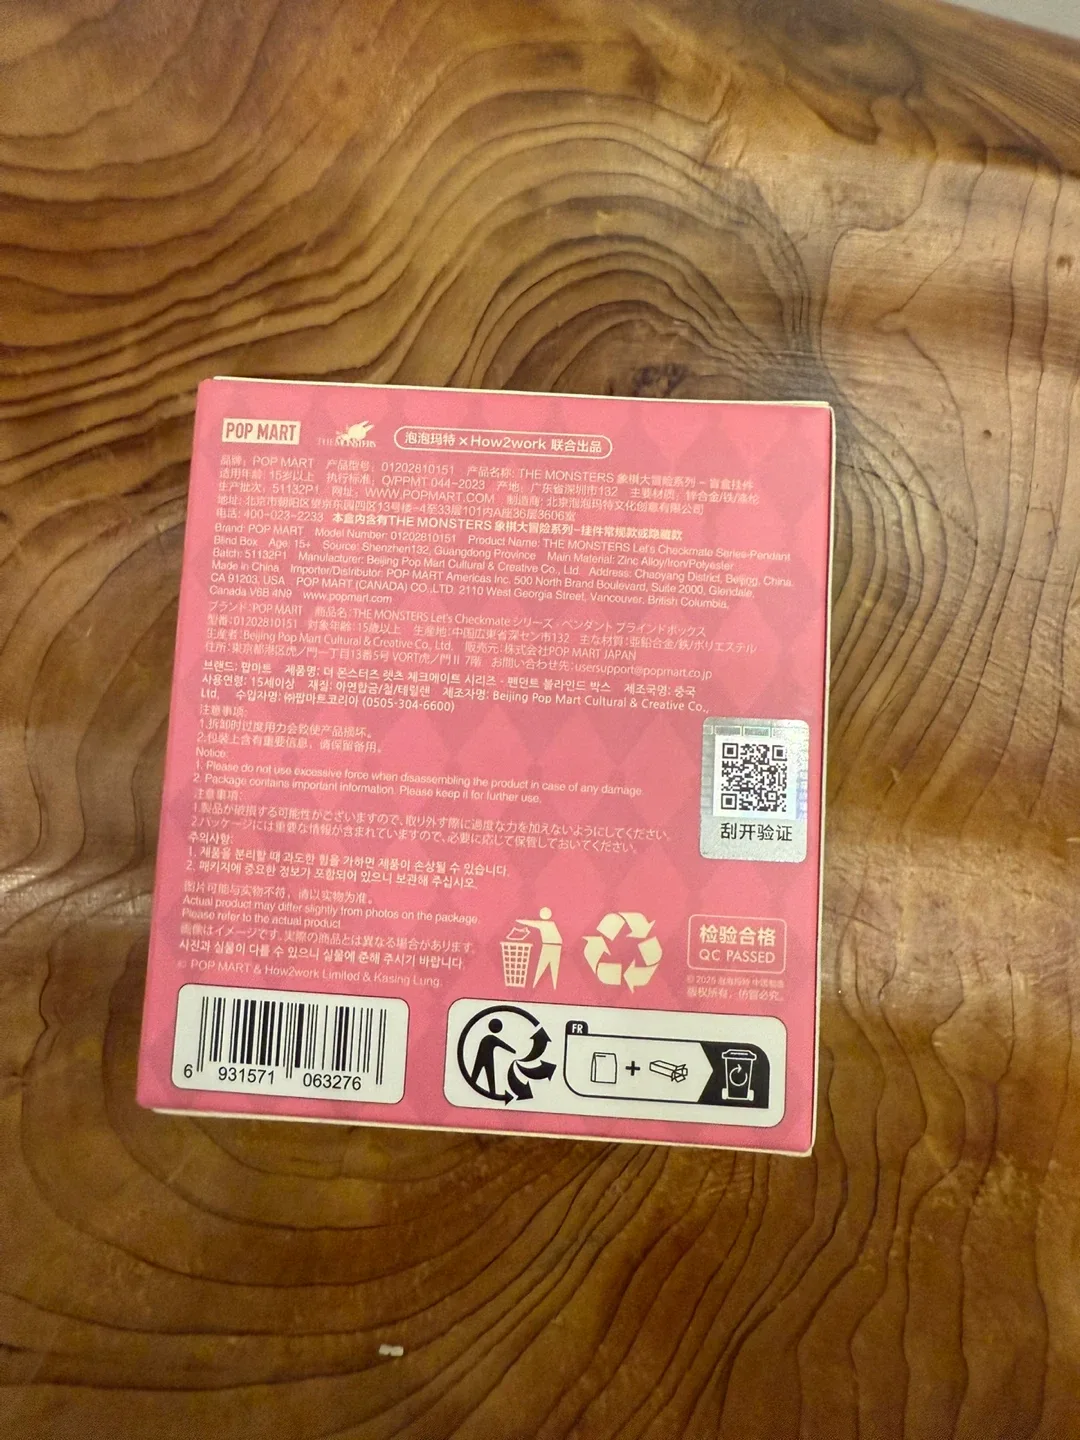 POP MART THE MONSTERS 泡泡玛特×How2work 联合出品
品牌: POP MART 产品型号: 01202810151 产品名称: THE MONSTERS 象棋大冒险系列-盲盒挂件
适用年龄: 15岁以上 执行标准: Q/PPMT 044-2023 产地: 广东省深圳市132 主要材质: 锌合金/铁/涤纶
生产批次: 51132P1 网址: WWW.POPMART.COM 制造商: 北京泡泡玛特文化创意有限公司
地址: 北京市朝阳区望京东园四区13号楼-4至33层101内A座36层3606室
电话: 400-023-2233 本盒内含有THE MONSTERS 象棋大冒险系列-挂件常规款或隐藏款
Brand: POP MART Model Number: 01202810151 Product Name: THE MONSTERS Let's Checkmate Series-Pendant
Blind Box Age: 15+ Source: Shenzhen132, Guangdong Province Main Material: Zinc Alloy/Iron/Polyester
Batch: 51132P1 Manufacturer: Beijing Pop Mart Cultural & Creative Co., Ltd. Address: Chaoyang District, Beijing, China.
Made in China Importer/Distributor: POP MART Americas Inc. 500 North Brand Boulevard, Suite 2000, Glendale,
CA 91203, USA POP MART (CANADA) CO.,LTD. 2110 West Georgia Street, Vancouver, British Columbia,
Canada V6B 4N9 www.popmart.com
ブランド:POP MART 商品名: THE MONSTERS Let's Checkmate シリーズ - ペンダント ブラインドボックス
型番:01202810151 対象年齢:15歳以上 生産地:中国広東省深セン市132 主な材質:亜鉛合金/鉄/ポリエステル
生産者:Beijing Pop Mart Cultural & Creative Co., Ltd. 販売元:株式会社POP MART JAPAN
住所:東京都港区虎ノ門一丁目13番5号 VORT虎ノ門Ⅱ 7階 お問い合わせ先:usersupport@popmart.co.jp
브랜드: 팝마트 제품명: 더 몬스터즈 렛츠 체크메이트 시리즈 - 펜던트 블라인드 박스 제조국명: 중국
사용연령: 15세이상 재질: 아연합금/철/테릴렌 제조자명: Beijing Pop Mart Cultural & Creative Co.,
Ltd. 수입자명: ㈜팝마트코리아 (0505-304-6600)
注意事项:
1.拆卸时过度用力会致使产品损坏。
2.包装上含有重要信息，请保留备用。
Notice:
1. Please do not use excessive force when disassembling the product in case of any damage.
2. Package contains important information. Please keep it for further use.
注意事項:
1.製品が破損する可能性がございますので、取り外す際に過度な力を加えないようにしてください。
2.パッケージには重要な情報が含まれていますので、必要に応じて保管しておいてください。
주의사항:
1. 제품을 분리할 때 과도한 힘을 가하면 제품이 손상될 수 있습니다.
2. 패키지에 중요한 정보가 포함되어 있으니 보관해 주십시오.
图片可能与实物不符，请以实物为准。
Actual product may differ slightly from photos on the package.
Please refer to the actual product.
画像はイメージです。実際の商品とは異なる場合があります。
사진과 실물이 다를 수 있으니 실물에 준해 주시기 바랍니다.
© POP MART & How2work Limited & Kasing Lung.
刮开验证
检验合格
QC PASSED
© 2025 泡泡玛特 中国制造
版权所有，仿冒必究。
6 931571 063276
FR